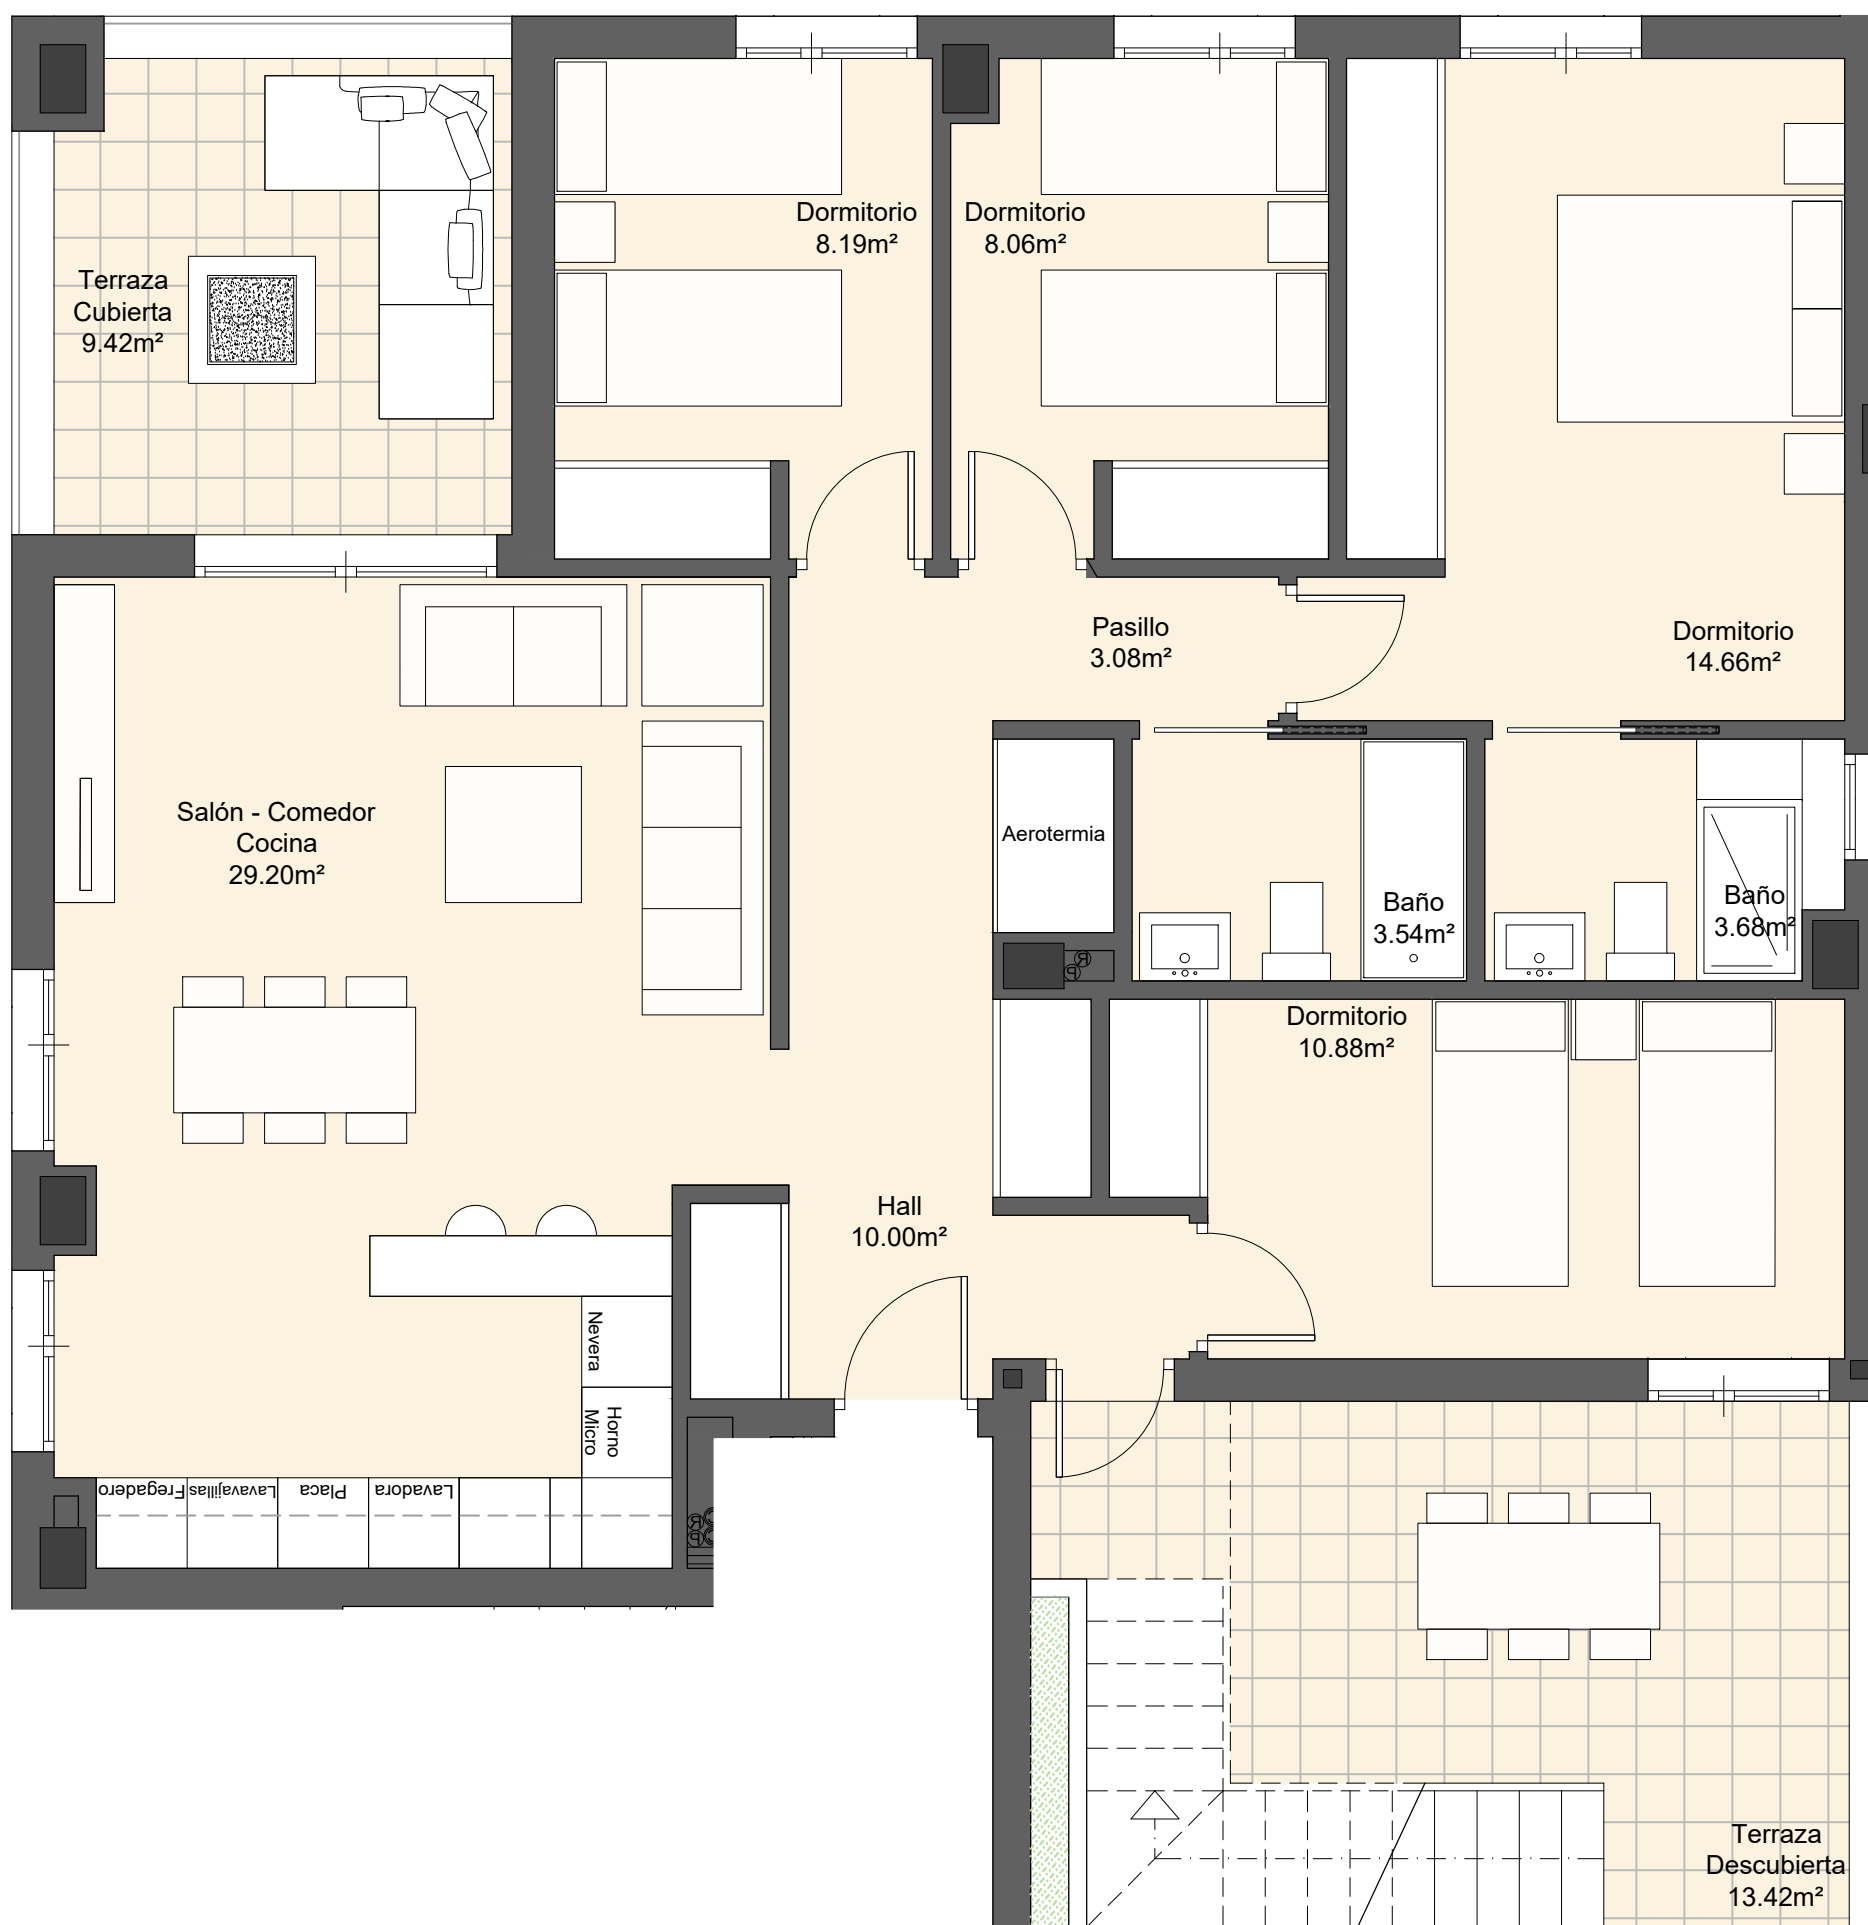 Dormitorio
8.19m²
Dormitorio
8.06m²
Terraza
Cubierta
9.42m²
Pasillo
3.08m²
Dormitorio
14.66m²
Salón - Comedor
Cocina
29.20m²
Aerotermia
Baño
3.54m²
Baño
3.68m²
R
P
Dormitorio
10.88m²
Hall
10.00m²
Nevera
Horno
Micro
Fregadero
Lavavajillas
Placa
Lavadora
R
P
Terraza
Descubierta
13.42m²